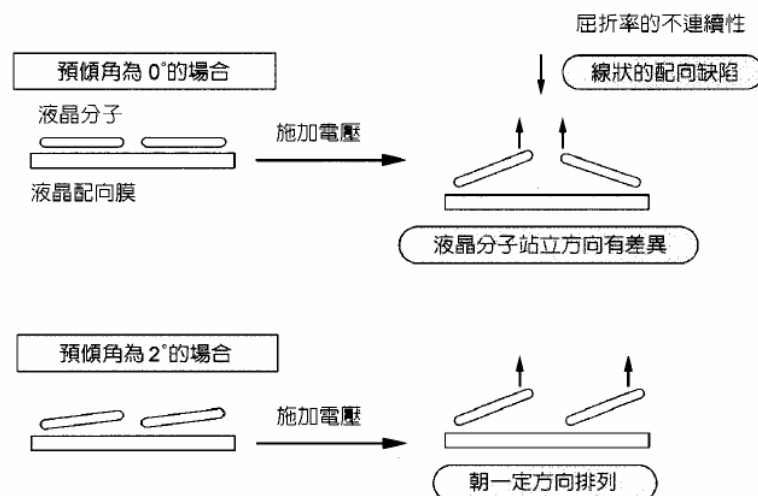 屈折率的不連續性
預傾角為 0°的場合
線狀的配向缺陷
液晶分子
施加電壓
液晶配向膜
液晶分子站立方向有差異
預傾角為 2°的場合
施加電壓
朝一定方向排列